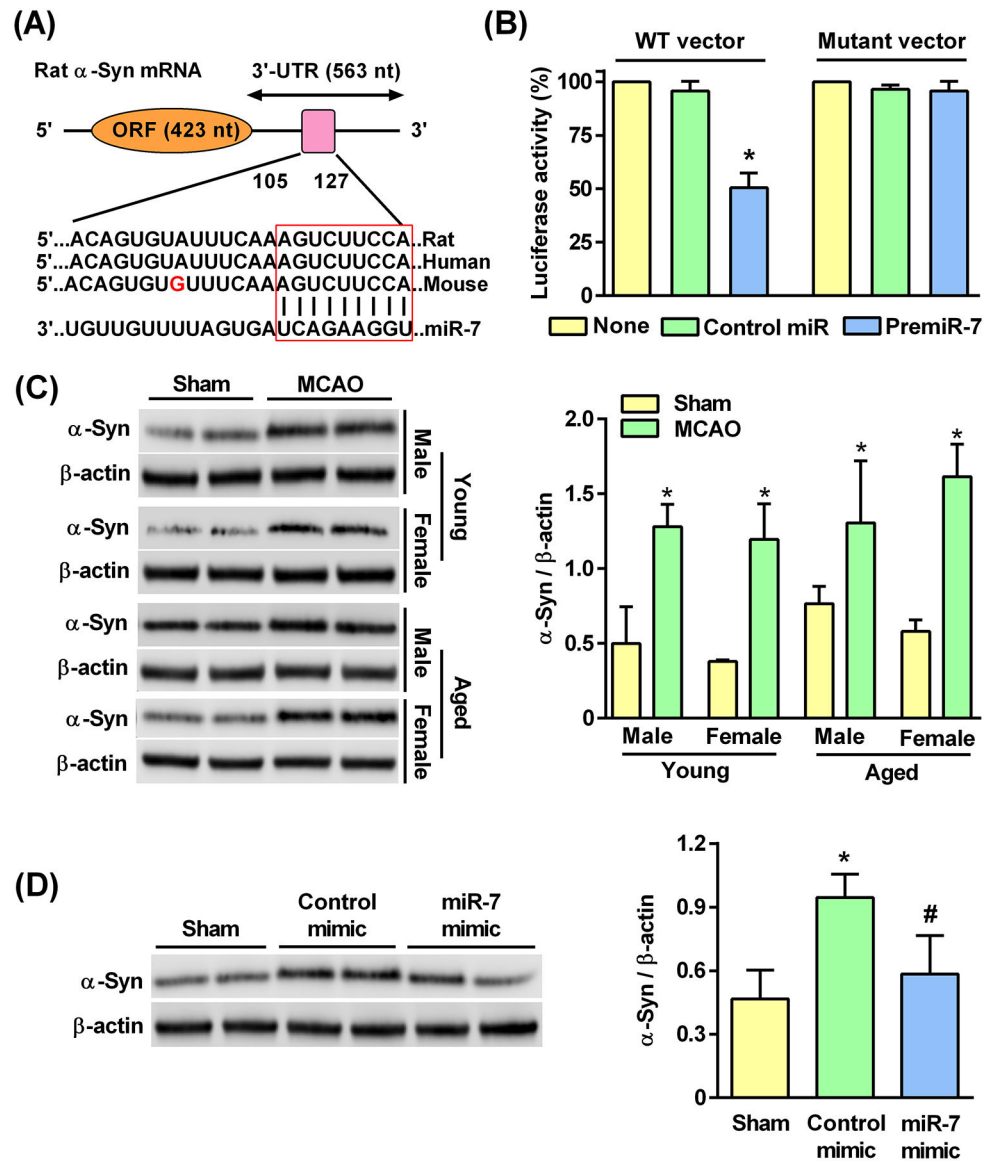 (A)
Rat α-Syn mRNA
3'-UTR (563 nt)
5'
ORF (423 nt)
3'
105
127
5'...ACAGUGUAUUUCAAAGUCUUCCA..Rat
5'...ACAGUGUAUUUCAAAGUCUUCCA..Human
5'...ACAGUGUGUUUCAAAGUCUUCCA..Mouse
3'..UGUUGUUUUAGUGAUCAGAAGGU..miR-7
(B)
WT vector
Mutant vector
Luciferase activity (%)
100
75
50
25
0
*
None
Control miR
PremiR-7
(C)
Sham
MCAO
α-Syn
β-actin
Male
α-Syn
β-actin
Female
Young
α-Syn
β-actin
Male
α-Syn
β-actin
Female
Aged
Sham
MCAO
α-Syn / β-actin
2.0
1.5
1.0
0.5
0
*
*
*
*
Male
Female
Male
Female
Young
Aged
(D)
Sham
Control
mimic
miR-7
mimic
α-Syn
β-actin
α-Syn / β-actin
1.2
0.9
0.6
0.3
0
*
#
Sham
Control
mimic
miR-7
mimic